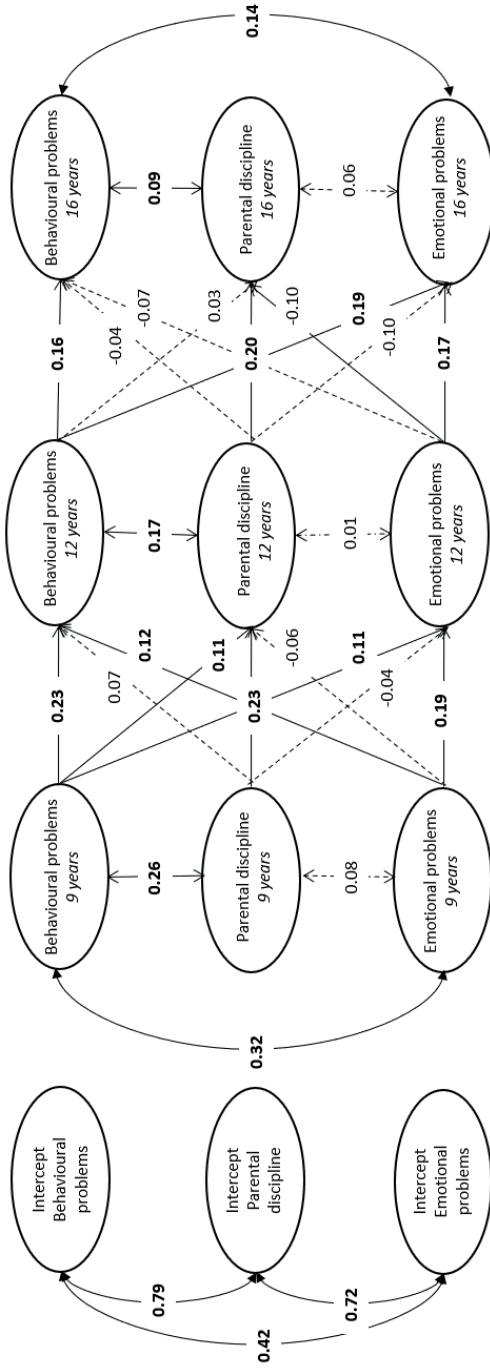 Intercept
Behavioural
problems
Intercept
Parental
discipline
Intercept
Emotional
problems
0.79
0.42
0.72
Behavioural problems
9 years
Parental discipline
9 years
Emotional problems
9 years
0.32
0.26
0.08
0.23
0.12
0.07
0.11
0.23
-0.06
0.11
-0.04
0.19
Behavioural problems
12 years
Parental discipline
12 years
Emotional problems
12 years
0.17
0.01
0.16
-0.04
-0.07
0.03
0.20
-0.10
0.19
-0.10
0.17
Behavioural problems
16 years
Parental discipline
16 years
Emotional problems
16 years
0.09
0.06
0.14